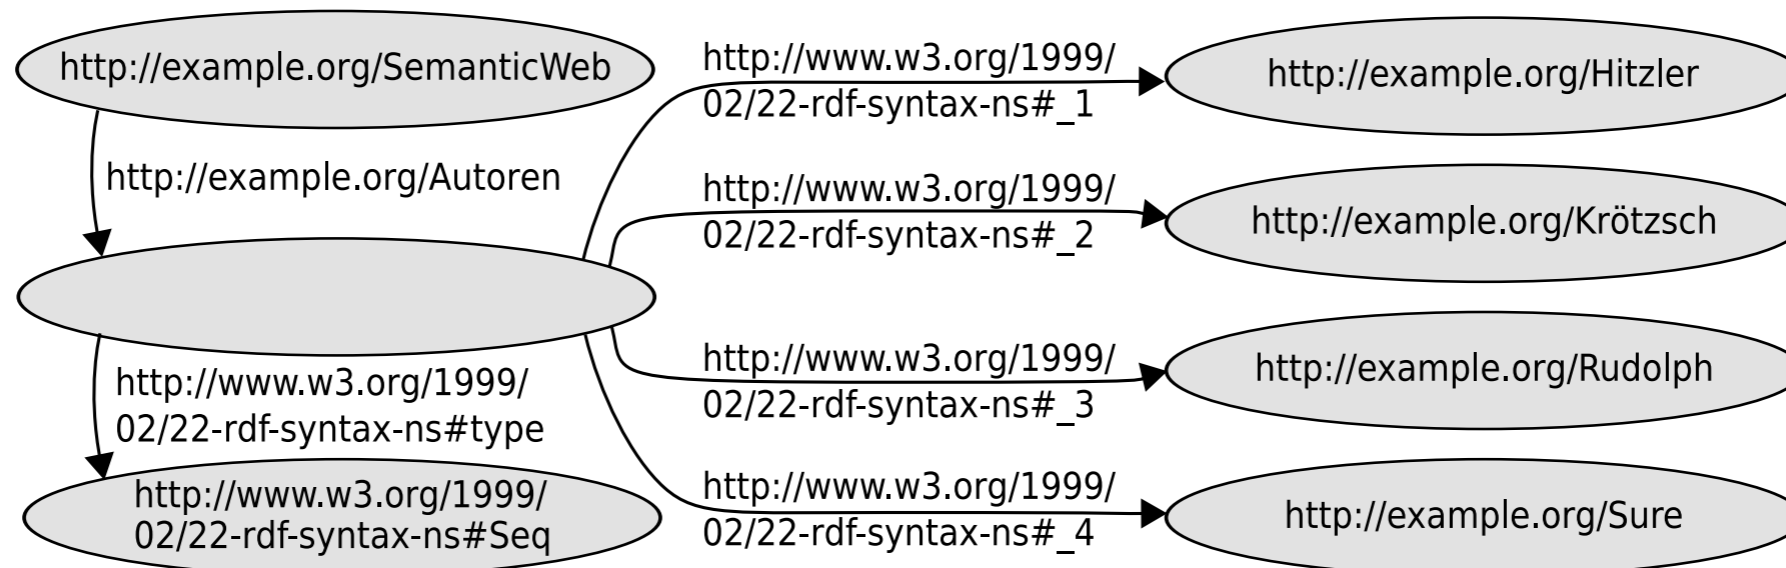 http://example.org/SemanticWeb
http://example.org/Autoren
http://www.w3.org/1999/
02/22-rdf-syntax-ns#type
http://www.w3.org/1999/
02/22-rdf-syntax-ns#Seq
http://www.w3.org/1999/
02/22-rdf-syntax-ns#_1
http://example.org/Hitzler
http://www.w3.org/1999/
02/22-rdf-syntax-ns#_2
http://example.org/Krötzsch
http://www.w3.org/1999/
02/22-rdf-syntax-ns#_3
http://example.org/Rudolph
http://www.w3.org/1999/
02/22-rdf-syntax-ns#_4
http://example.org/Sure